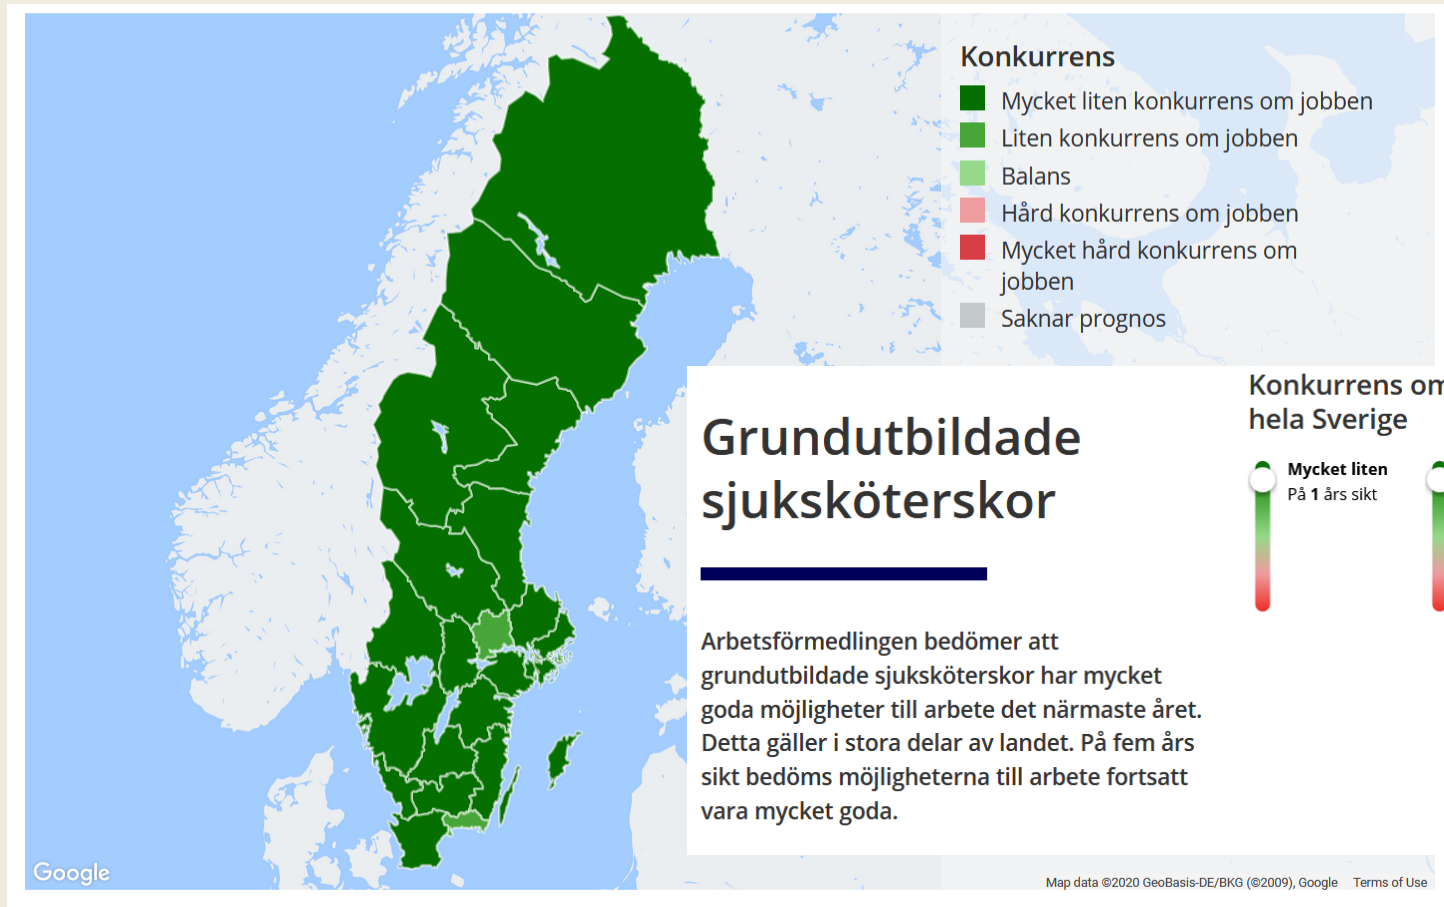 Konkurrens
Mycket liten konkurrens om jobben
Liten konkurrens om jobben
Balans
Hård konkurrens om jobben
Mycket hård konkurrens om
jobben
Saknar prognos
Grundutbildade
sjuksköterskor
Arbetsförmedlingen bedömer att
grundutbildade sjuksköterskor har mycket
goda möjligheter till arbete det närmaste året.
Detta gäller i stora delar av landet. På fem års
sikt bedöms möjligheterna till arbete fortsatt
vara mycket goda.
Konkurrens om
hela Sverige
Mycket liten
På 1 års sikt
Google
Map data ©2020 GeoBasis-DE/BKG (©2009), Google Terms of Use